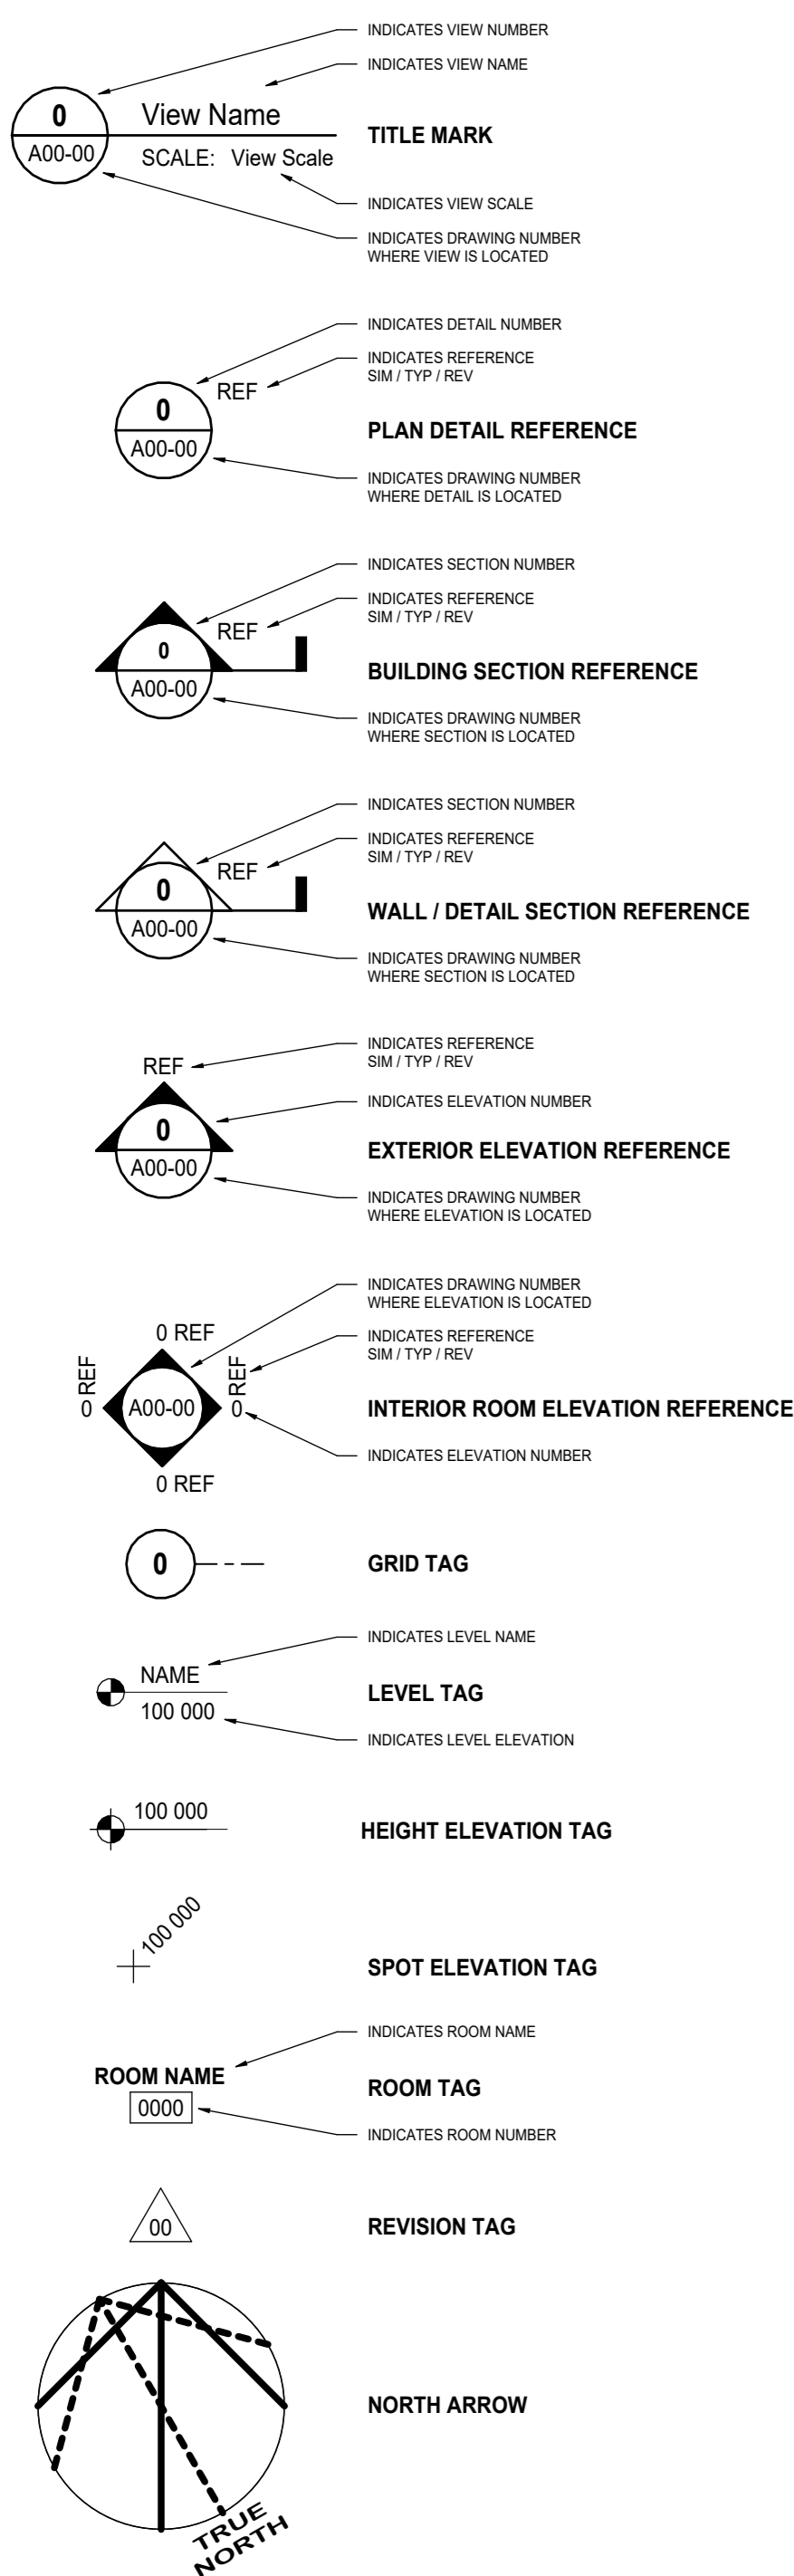 INDICATES VIEW NUMBER
INDICATES VIEW NAME
0
View Name
TITLE MARK
A00-00
SCALE: View Scale
INDICATES VIEW SCALE
INDICATES DRAWING NUMBER
WHERE VIEW IS LOCATED
INDICATES DETAIL NUMBER
INDICATES REFERENCE
SIM / TYP / REV
REF
0
PLAN DETAIL REFERENCE
A00-00
INDICATES DRAWING NUMBER
WHERE DETAIL IS LOCATED
INDICATES SECTION NUMBER
INDICATES REFERENCE
SIM / TYP / REV
REF
0
BUILDING SECTION REFERENCE
A00-00
INDICATES DRAWING NUMBER
WHERE SECTION IS LOCATED
INDICATES SECTION NUMBER
INDICATES REFERENCE
SIM / TYP / REV
REF
0
WALL / DETAIL SECTION REFERENCE
A00-00
INDICATES DRAWING NUMBER
WHERE SECTION IS LOCATED
INDICATES REFERENCE
SIM / TYP / REV
REF
INDICATES ELEVATION NUMBER
0
EXTERIOR ELEVATION REFERENCE
A00-00
INDICATES DRAWING NUMBER
WHERE ELEVATION IS LOCATED
INDICATES DRAWING NUMBER
WHERE ELEVATION IS LOCATED
0 REF
INDICATES REFERENCE
SIM / TYP / REV
REF
0
A00-00
REF
0
INTERIOR ROOM ELEVATION REFERENCE
INDICATES ELEVATION NUMBER
0 REF
0
GRID TAG
INDICATES LEVEL NAME
NAME
LEVEL TAG
100 000
INDICATES LEVEL ELEVATION
100 000
HEIGHT ELEVATION TAG
100 000
SPOT ELEVATION TAG
INDICATES ROOM NAME
ROOM NAME
ROOM TAG
0000
INDICATES ROOM NUMBER
00
REVISION TAG
NORTH ARROW
TRUE
NORTH